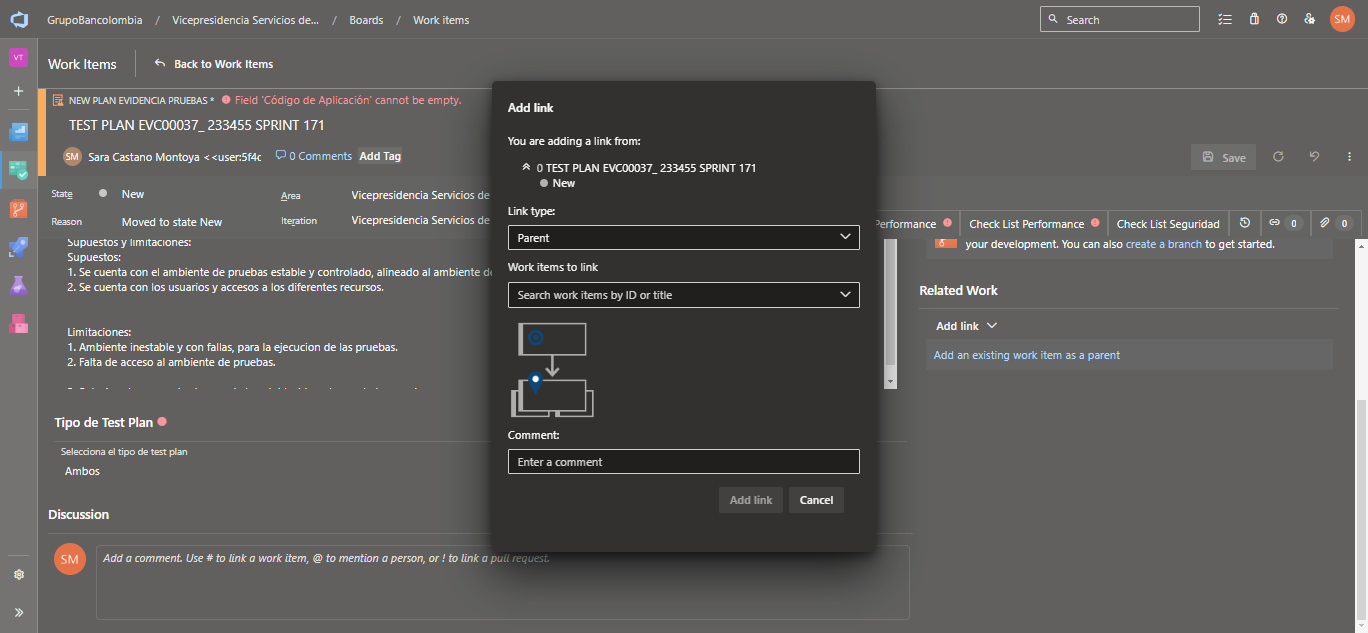 GrupoBancolombia / Vicepresidencia Servicios de... / Boards / Work items
Search
SM
VT
Work Items
Back to Work Items
NEW PLAN EVIDENCIA PRUEBAS * Field 'Código de Aplicación' cannot be empty.
TEST PLAN EVC00037_ 233455 SPRINT 171
SM Sara Castano Montoya <<user:5f4c 0 Comments Add Tag
Save
State New
Area Vicepresidencia Servicios de
Reason Moved to state New
Iteration Vicepresidencia Servicios de
Performance Check List Performance Check List Seguridad 0 0
Supuestos y limitaciones:
Supuestos:
1. Se cuenta con el ambiente de pruebas estable y controlado, alineado al ambiente de
2. Se cuenta con los usuarios y accesos a los diferentes recursos.
Limitaciones:
1. Ambiente inestable y con fallas, para la ejecucion de las pruebas.
2. Falta de acceso al ambiente de pruebas.
Tipo de Test Plan
Selecciona el tipo de test plan
Ambos
Discussion
SM
Add a comment. Use # to link a work item, @ to mention a person, or ! to link a pull request.
Add link
You are adding a link from:
0 TEST PLAN EVC00037_ 233455 SPRINT 171
New
Link type:
Parent
Work items to link
Search work items by ID or title
Comment:
Enter a comment
Add link
Cancel
your development. You can also create a branch to get started.
Related Work
Add link
Add an existing work item as a parent